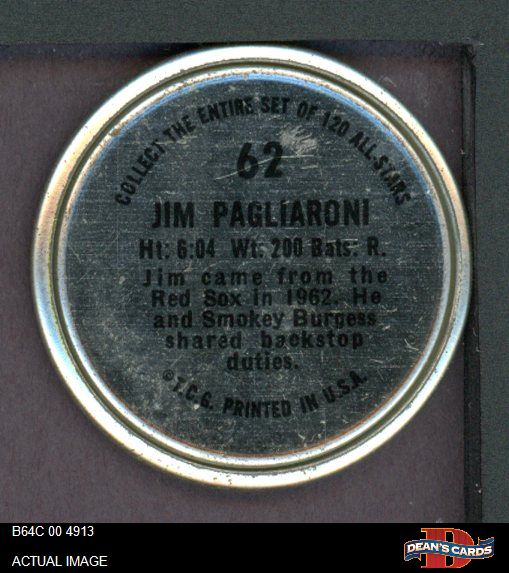 COLLECT THE ENTIRE SET OF 120 ALL-STARS
62
JIM PAGLIARONI
Ht: 6:04 Wt: 200 Bats: R.
Jim came from the
Red Sox in 1962. He
and Smokey Burgess
shared backstop
duties.
© T.C.G. PRINTED IN U.S.A.
B64C 00 4913
ACTUAL IMAGE
D
DEAN'S CARDS